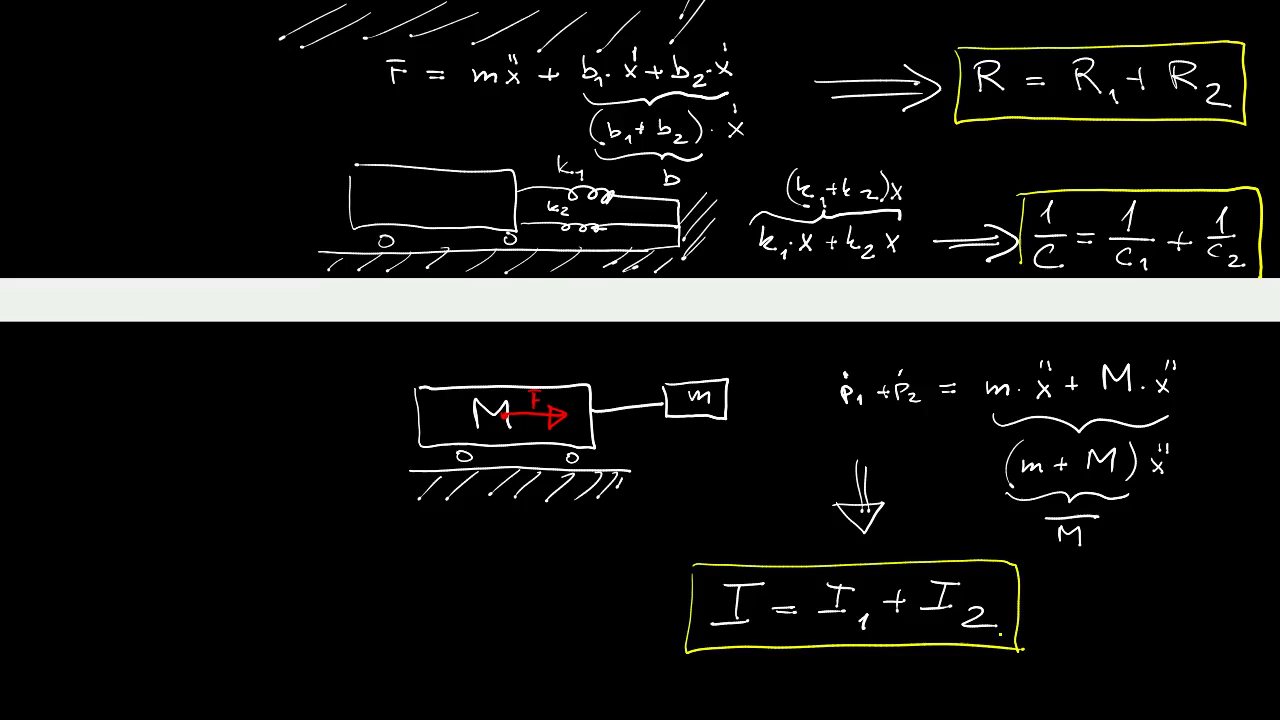 F̄ = mẍ + b₁·ẋ + b₂·ẋ ⟹ R = R₁ + R₂
(b₁ + b₂)·ẋ
b
k₁
k₂
(k₁+k₂)x
k₁·x + k₂x ⟹ 1/C = 1/C₁ + 1/C₂
M F̄ m
ṗ₁ + ṗ₂ = m·ẍ + M·ẍ
(m + M)ẍ
M̅
I = I₁ + I₂